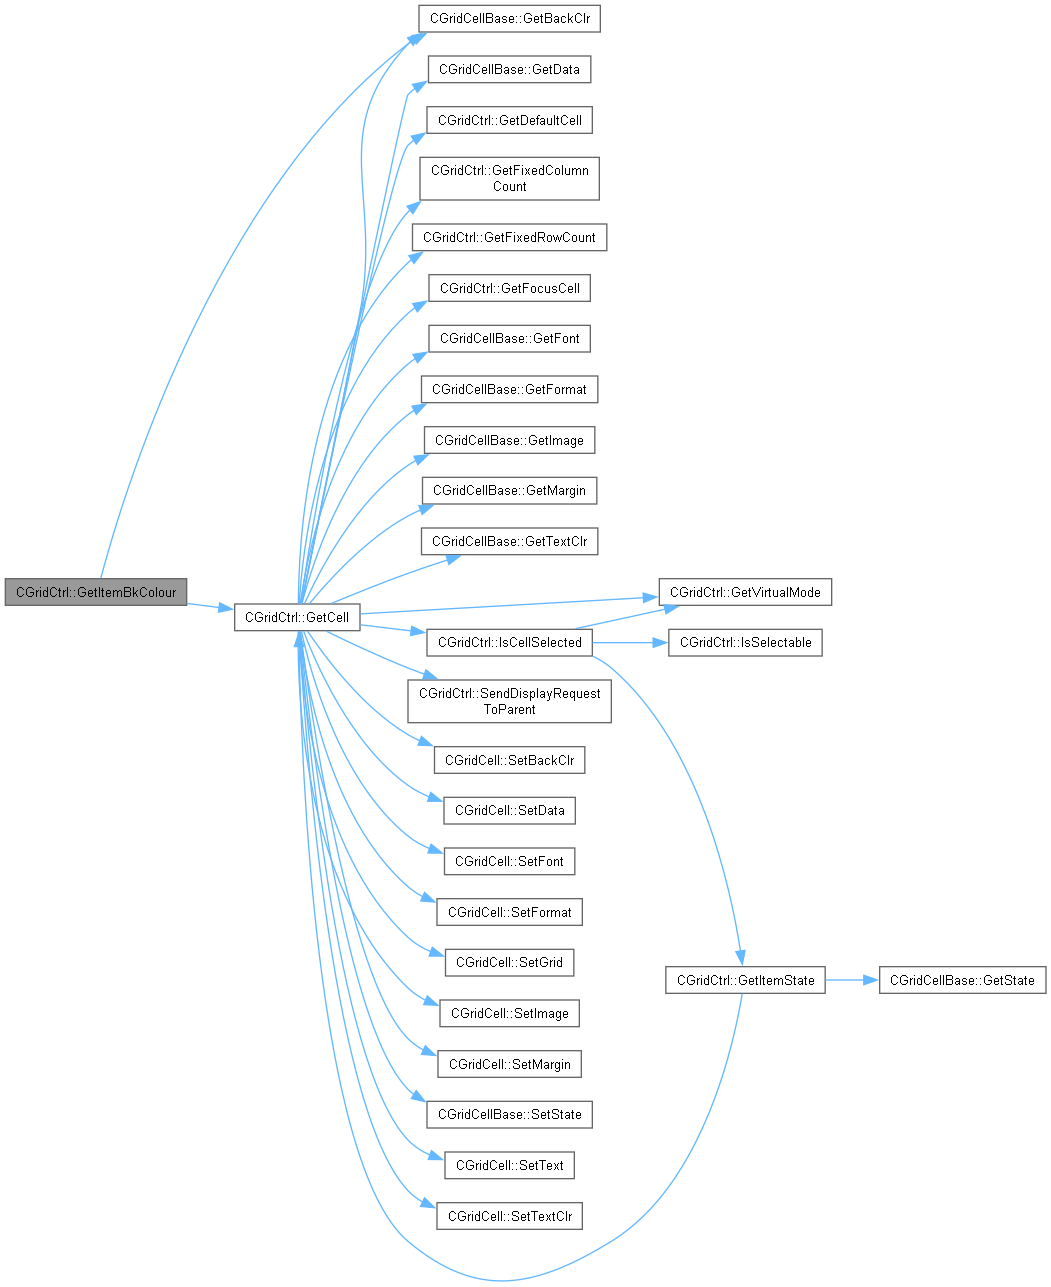 CGridCellBase::GetBackClr
CGridCellBase::GetData
CGridCtrl::GetDefaultCell
CGridCtrl::GetFixedColumn
Count
CGridCtrl::GetFixedRowCount
CGridCtrl::GetFocusCell
CGridCellBase::GetFont
CGridCellBase::GetFormat
CGridCellBase::GetImage
CGridCellBase::GetMargin
CGridCellBase::GetTextClr
CGridCtrl::GetItemBkColour
CGridCtrl::GetVirtualMode
CGridCtrl::GetCell
CGridCtrl::IsCellSelected
CGridCtrl::IsSelectable
CGridCtrl::SendDisplayRequest
ToParent
CGridCell::SetBackClr
CGridCell::SetData
CGridCell::SetFont
CGridCell::SetFormat
CGridCell::SetGrid
CGridCtrl::GetItemState
CGridCellBase::GetState
CGridCell::SetImage
CGridCell::SetMargin
CGridCellBase::SetState
CGridCell::SetText
CGridCell::SetTextClr